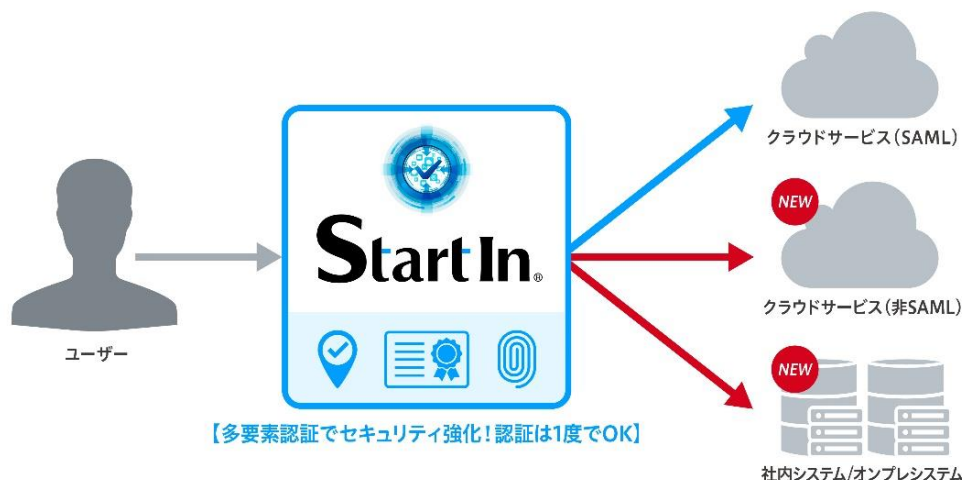 クラウドサービス(SAML)
NEW
クラウドサービス(非SAML)
StartIn®
ユーザー
NEW
【多要素認証でセキュリティ強化!認証は1度でOK】
社内システム/オンプレシステム